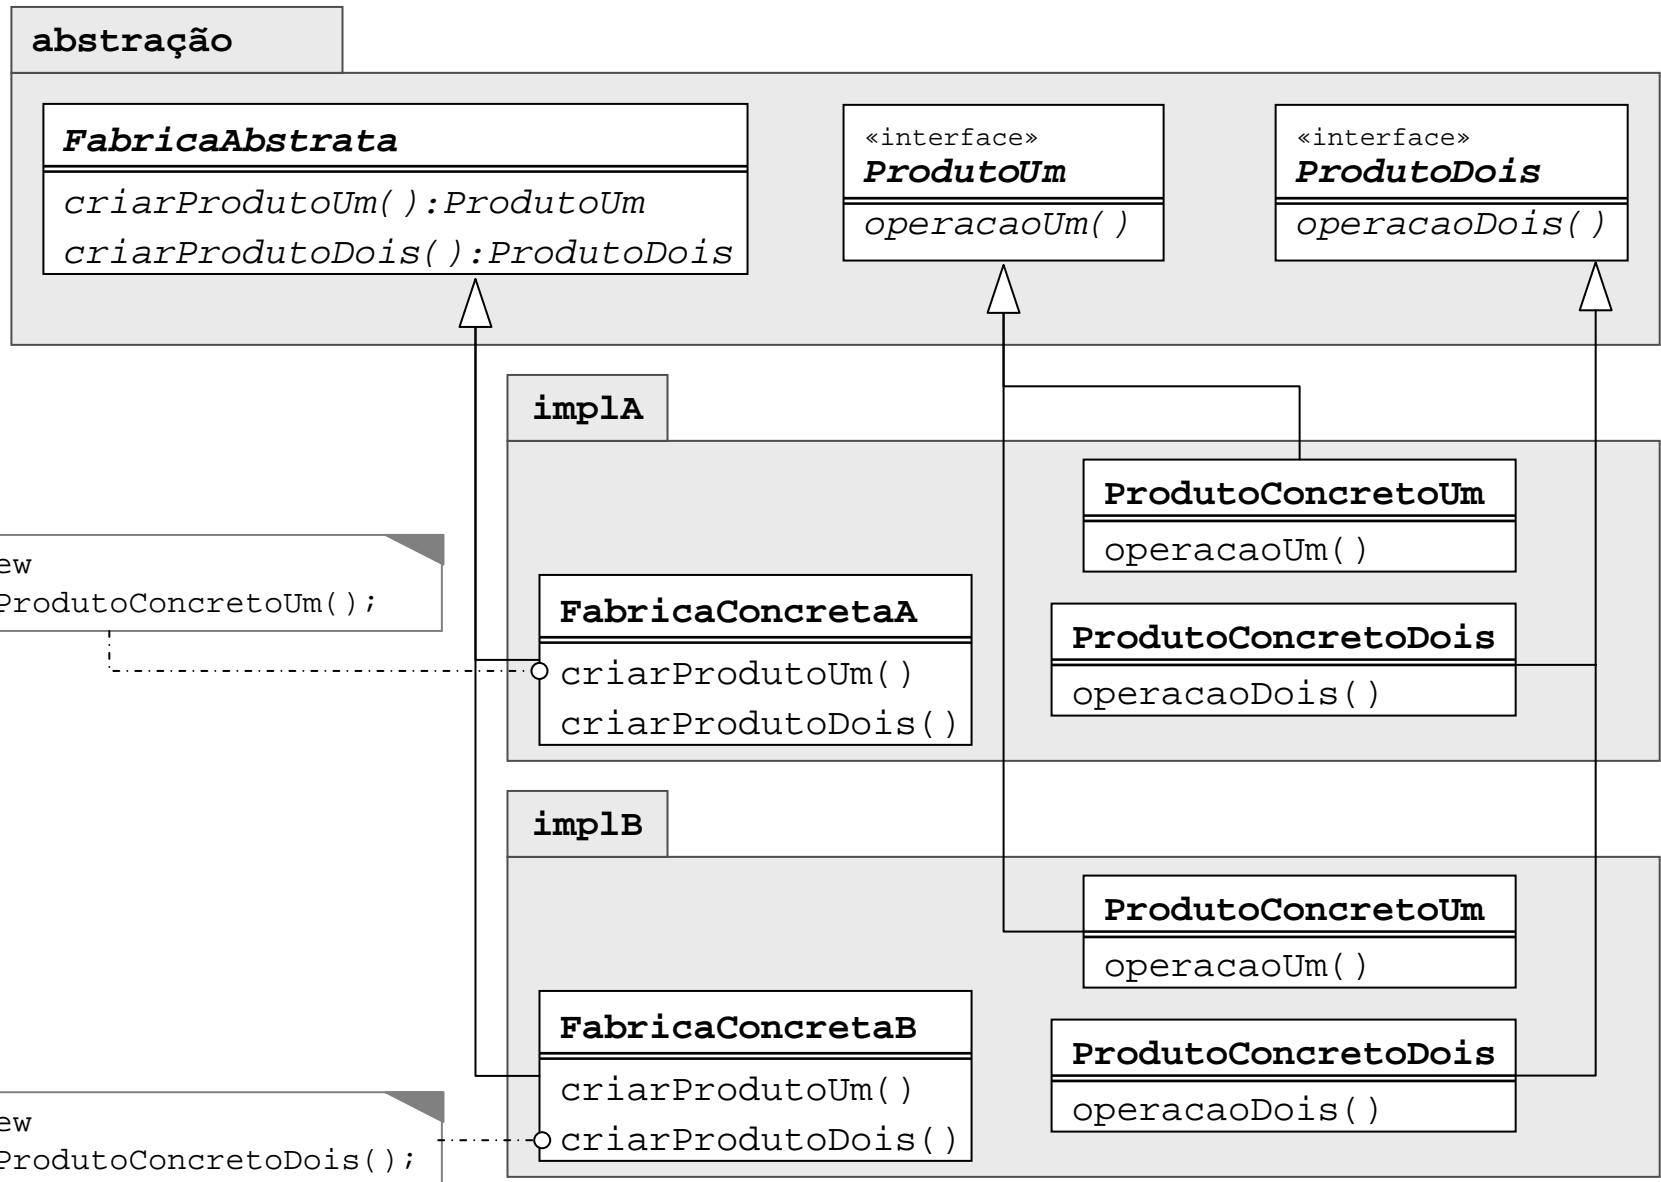 abstração
FabricaAbstrata
criarProdutoUm():ProdutoUm
criarProdutoDois():ProdutoDois
«interface»
ProdutoUm
operacaoUm()
«interface»
ProdutoDois
operacaoDois()
implA
ProdutoConcretoUm
operacaoUm()
ew
ProdutoConcretoUm();
FabricaConcretaA
criarProdutoUm()
criarProdutoDois()
ProdutoConcretoDois
operacaoDois()
implB
ProdutoConcretoUm
operacaoUm()
FabricaConcretaB
criarProdutoUm()
criarProdutoDois()
ProdutoConcretoDois
operacaoDois()
ew
ProdutoConcretoDois();